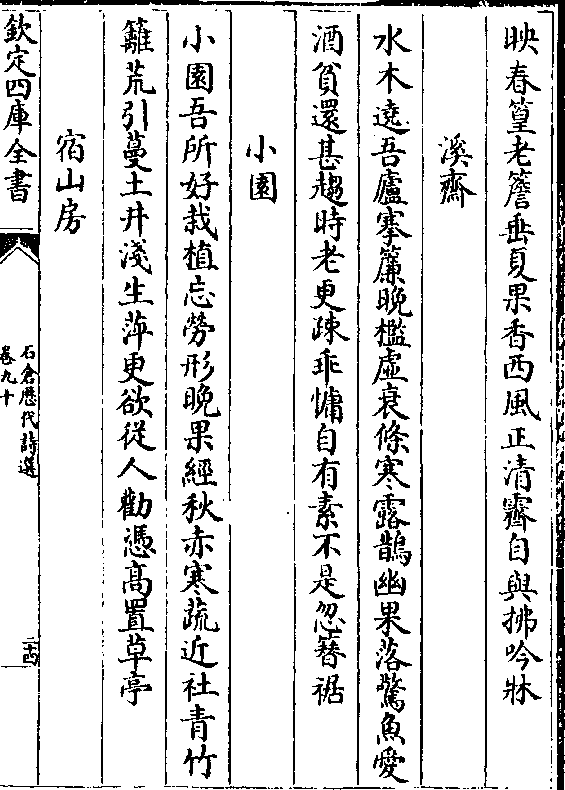 映春篁老簷垂夏果香西風正清霽自與拂吟牀
溪齋
水木遶吾廬搴簾晚檻虛衰條寒露鵲幽果落驚魚愛
酒貧還甚趨時老更疎乖慵自有素不是忽簪裾
小園
小園吾所好栽植忘勞形晚果經秋赤寒蔬近社青竹
籬荒引蔓土井淺生萍更欲從人勸憑高置草亭
宿山房
欽定四庫全書
石倉歷代詩選
卷九十
二十四